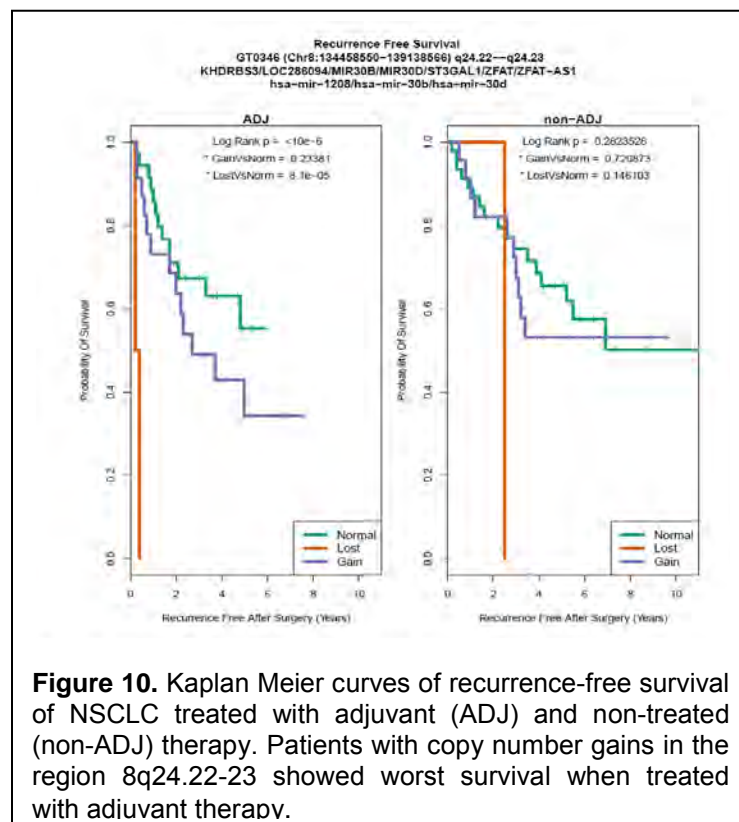 Recurrence Free Survival
GT0346 (Chr8:134458550-139138566) q24.22--q24.23
KHDRBS3/LOC286094/MIR30B/MIR30D/ST3GAL1/ZFAT/ZFAT-AS1
hsa-mir-1208/hsa-mir-30b/hsa-mir-30d
ADJ
Log Rank p = <10e-6
* GainVsNorm = 0.23381
* LostVsNorm = 8.1e-05
Probability Of Survival
0.0
0.2
0.4
0.6
0.8
1.0
Normal
Lost
Gain
0 2 4 6 8 10
Recurrence Free After Surgery (Years)
non-ADJ
Log Rank p = 0.2623526
* GainVsNorm = 0.720873
* LostVsNorm = 0.146103
Probability Of Survival
0.0
0.2
0.4
0.6
0.8
1.0
Normal
Lost
Gain
0 2 4 6 8 10
Recurrence Free After Surgery (Years)
Figure 10. Kaplan Meier curves of recurrence-free survival
of NSCLC treated with adjuvant (ADJ) and non-treated
(non-ADJ) therapy. Patients with copy number gains in the
region 8q24.22-23 showed worst survival when treated
with adjuvant therapy.